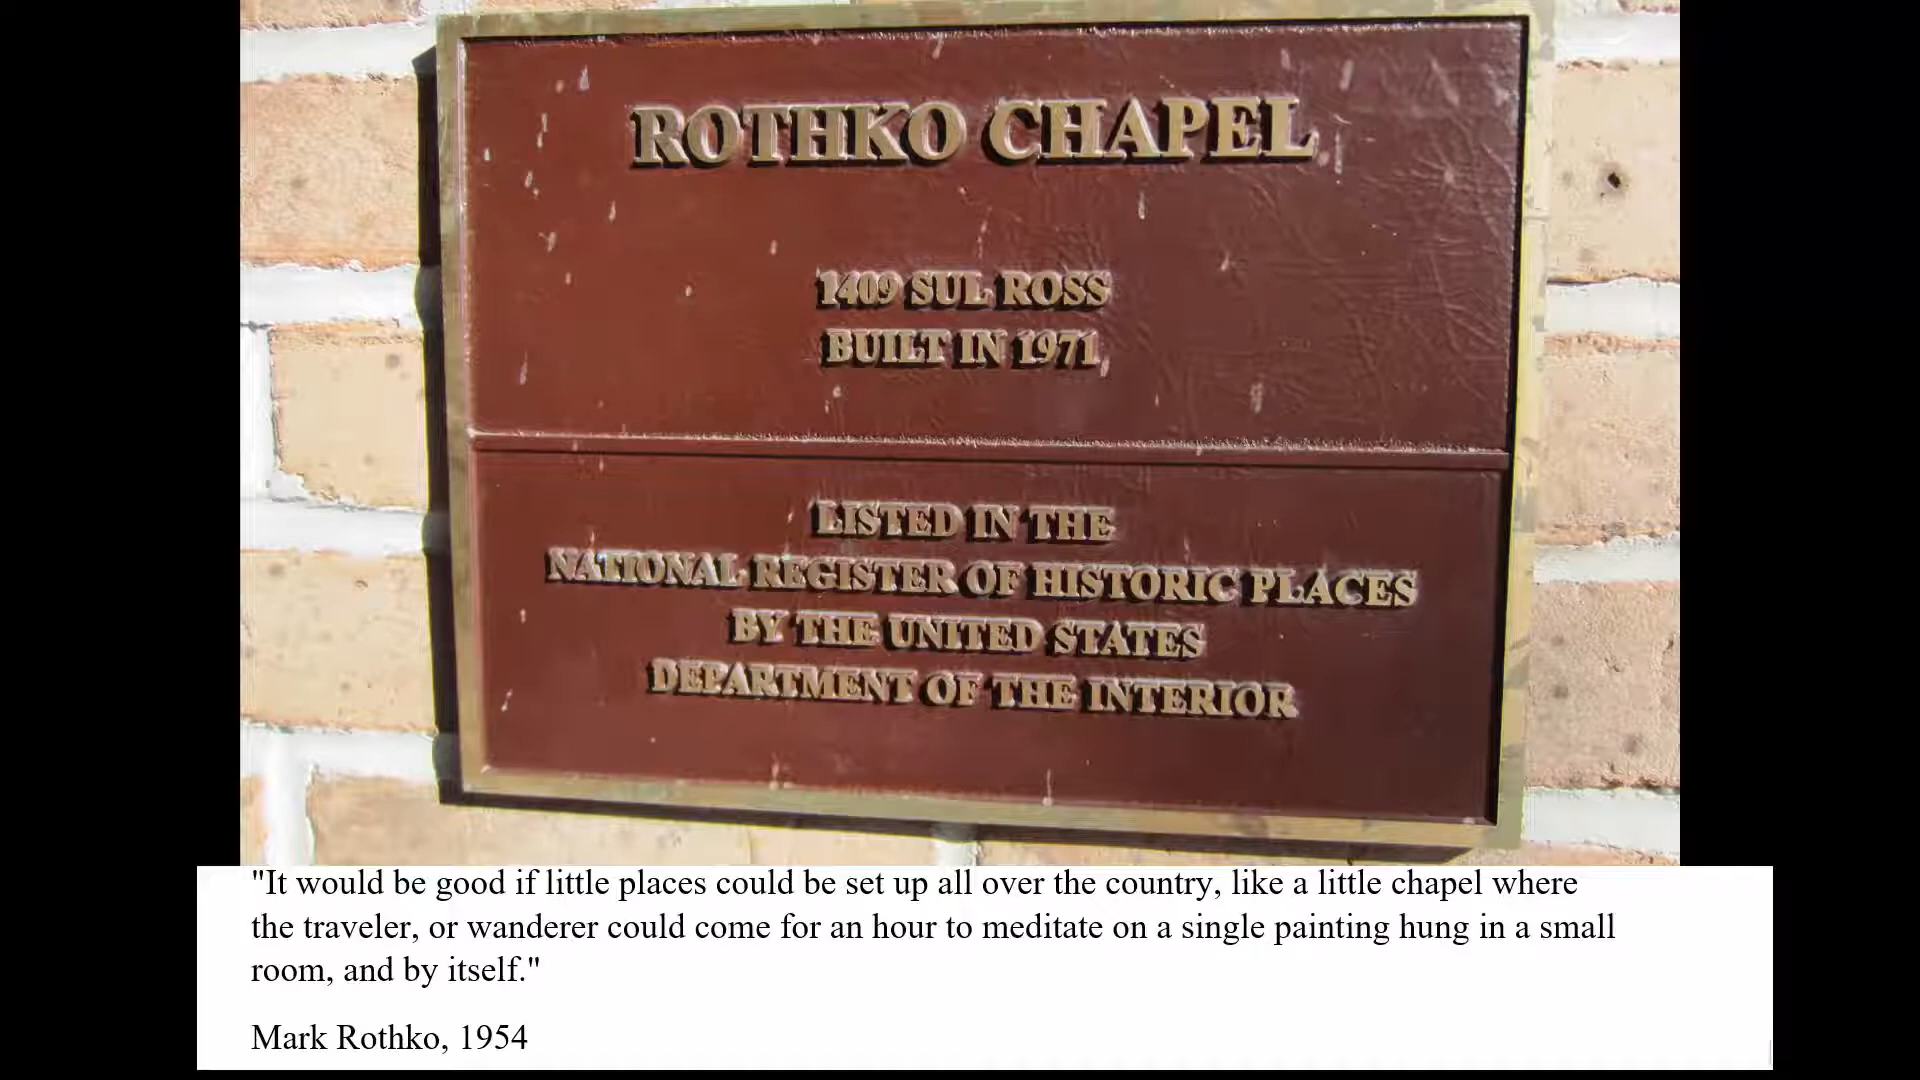 ROTHKO CHAPEL
1409 SUL ROSS
BUILT IN 1971
LISTED IN THE
NATIONAL REGISTER OF HISTORIC PLACES
BY THE UNITED STATES
DEPARTMENT OF THE INTERIOR
"It would be good if little places could be set up all over the country, like a little chapel where
the traveler, or wanderer could come for an hour to meditate on a single painting hung in a small
room, and by itself."
Mark Rothko, 1954